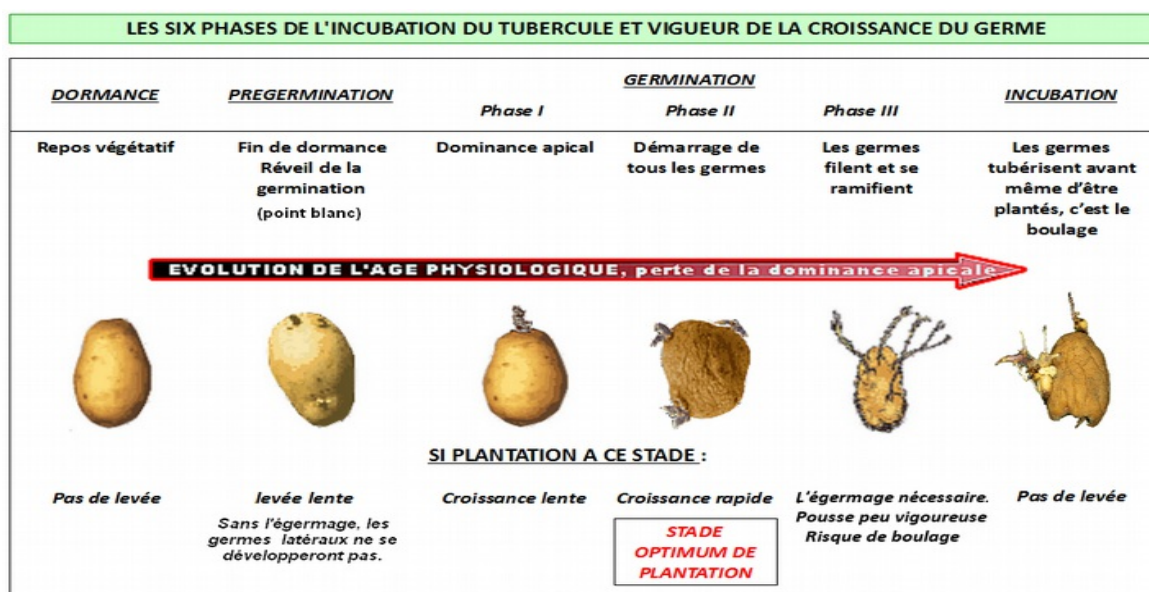 LES SIX PHASES DE L'INCUBATION DU TUBERCULE ET VIGUEUR DE LA CROISSANCE DU GERME
DORMANCE
PREGERMINATION
GERMINATION
Phase I
Phase II
Phase III
INCUBATION
Repos végétatif
Fin de dormance
Réveil de la
germination
(point blanc)
Dominance apical
Démarrage de
tous les germes
Les germes
filent et se
ramifient
Les germes
tubérisent avant
même d'être
plantés, c'est le
boulage
EVOLUTION DE L'AGE PHYSIOLOGIQUE, perte de la dominance apicale
SI PLANTATION A CE STADE :
Pas de levée
levée lente
Sans l'égermage, les
germes latéraux ne se
développeront pas.
Croissance lente
Croissance rapide
STADE
OPTIMUM DE
PLANTATION
L'égermage nécessaire.
Pousse peu vigoureuse
Risque de boulage
Pas de levée